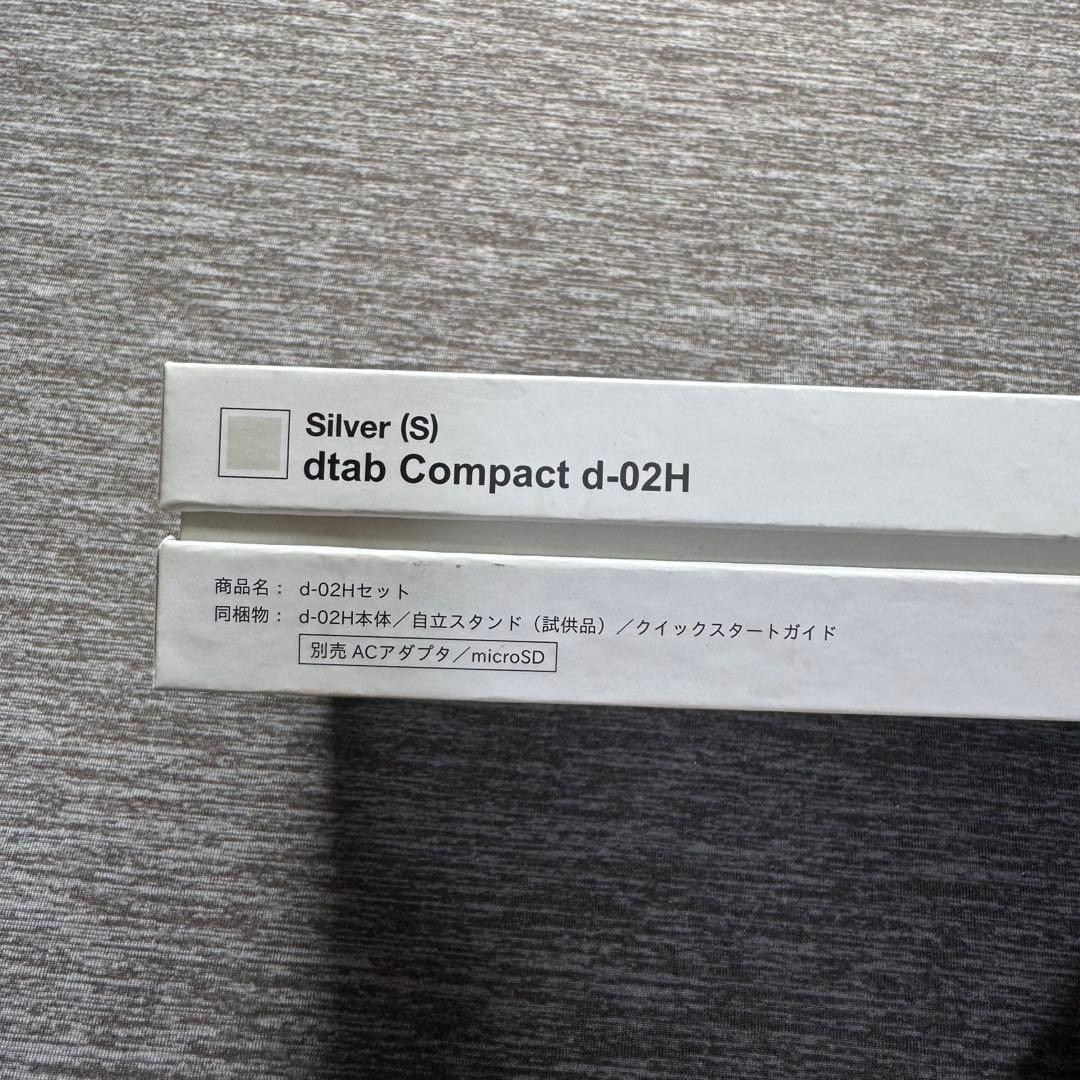 Silver (S)
dtab Compact d-02H
商品名： d-02Hセット
同梱物： d-02H本体／自立スタンド（試供品）／クイックスタートガイド
別売 ACアダプタ／microSD